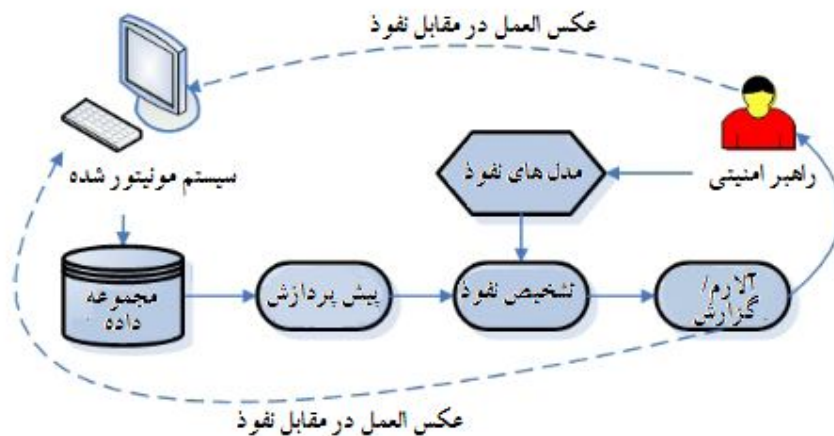 عکس العمل در مقابل نفوذ
سیستم مونیتور شده
مدل های نفوذ
راهبر امنیتی
مجموعه
داده
پیش پردازش
تشخیص نفوذ
آلارم/
گزارش
عکس العمل در مقابل نفوذ